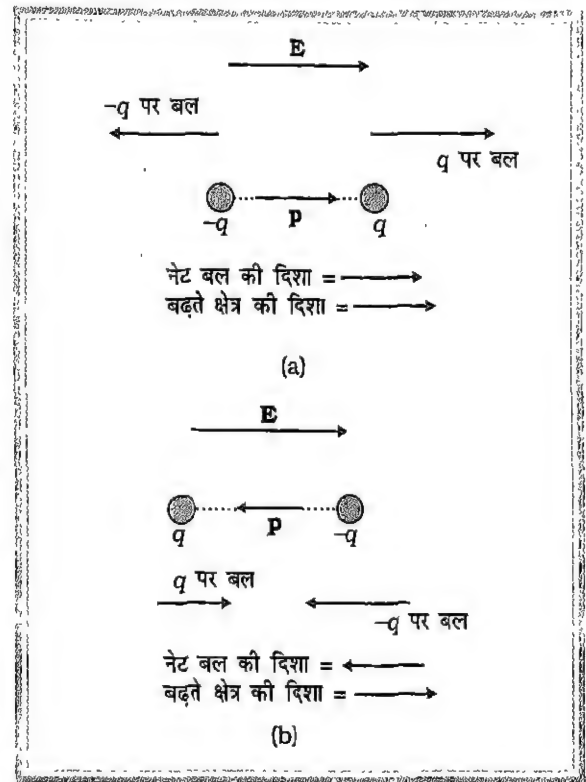 E
-q पर बल
q पर बल
-q p q
नेट बल की दिशा =
बढ़ते क्षेत्र की दिशा =
(a)
E
q p -q
q पर बल
-q पर बल
नेट बल की दिशा =
बढ़ते क्षेत्र की दिशा =
(b)